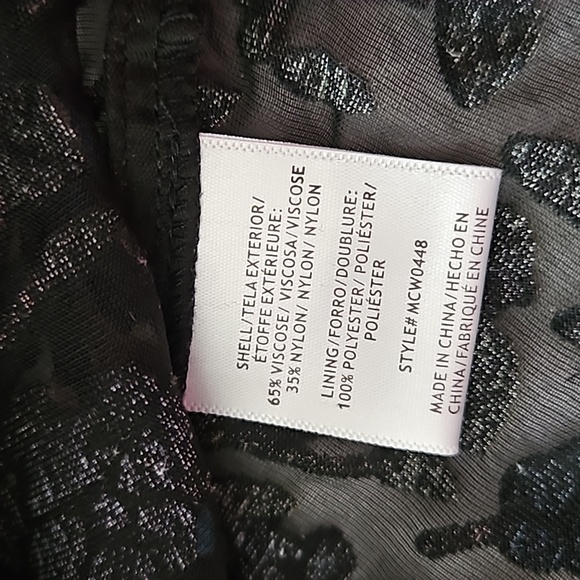 SHELL/TELA EXTERIOR/
ÉTOFFE EXTÉRIEURE:
65% VISCOSE/ VISCOSA/ VISCOSE
35% NYLON/ NYLON/ NYLON
LINING/FORRO/DOUBLURE:
100% POLYESTER/ POLIÉSTER/
POLIÉSTER
STYLE# MCW0448
MADE IN CHINA/HECHO EN
CHINA/FABRIQUÉ EN CHINE